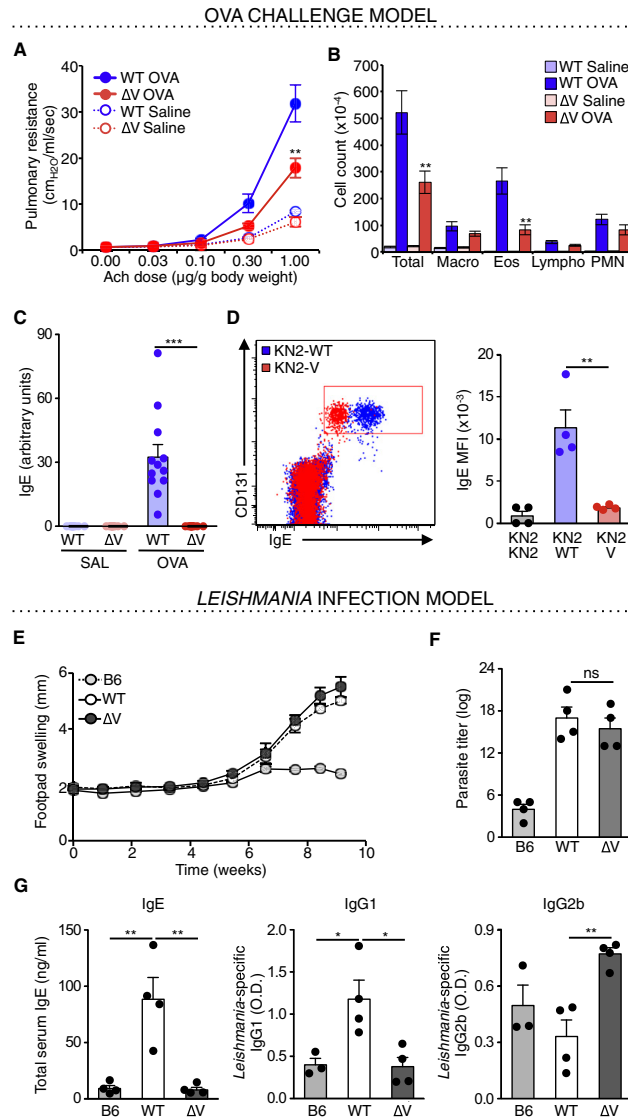 OVA CHALLENGE MODEL
A
Pulmonary resistance
(cmH2O/ml/sec)
40
30
20
10
0
WT OVA
ΔV OVA
WT Saline
ΔV Saline
**
0.00 0.03 0.10 0.30 1.00
Ach dose (µg/g body weight)
B
Cell count (x10-4)
700
600
500
400
300
200
100
0
WT Saline
WT OVA
ΔV Saline
ΔV OVA
**
**
Total Macro Eos Lympho PMN
C
IgE (arbitrary units)
90
60
30
0
***
WT ΔV WT ΔV
SAL OVA
D
KN2-WT
KN2-V
CD131
IgE
IgE MFI (x10-3)
20
15
10
5
0
**
KN2 KN2 KN2
KN2 WT V
LEISHMANIA INFECTION MODEL
E
Footpad swelling (mm)
6
4
2
0
B6
WT
ΔV
0 2 4 6 8 10
Time (weeks)
F
Parasite titer (log)
24
18
12
6
0
ns
B6 WT ΔV
G
IgE
Total serum IgE (ng/ml)
150
100
50
0
** **
B6 WT ΔV
IgG1
Leishmania-specific
IgG1 (O.D.)
2.0
1.5
1.0
0.5
0.0
* *
B6 WT ΔV
IgG2b
Leishmania-specific
IgG2b (O.D.)
0.9
0.6
0.3
0.0
**
B6 WT ΔV